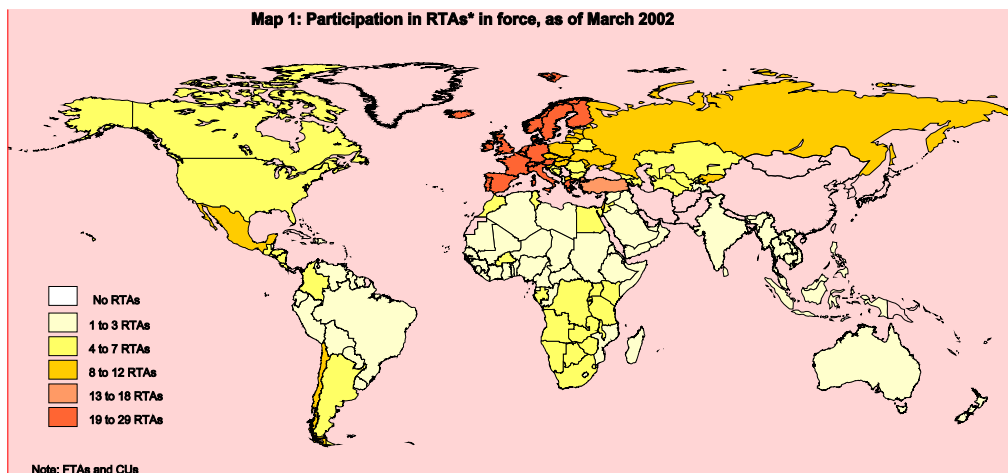 Map 1: Participation in RTAs* in force, as of March 2002
No RTAs
1 to 3 RTAs
4 to 7 RTAs
8 to 12 RTAs
13 to 18 RTAs
19 to 29 RTAs
Note: FTAs and CUs